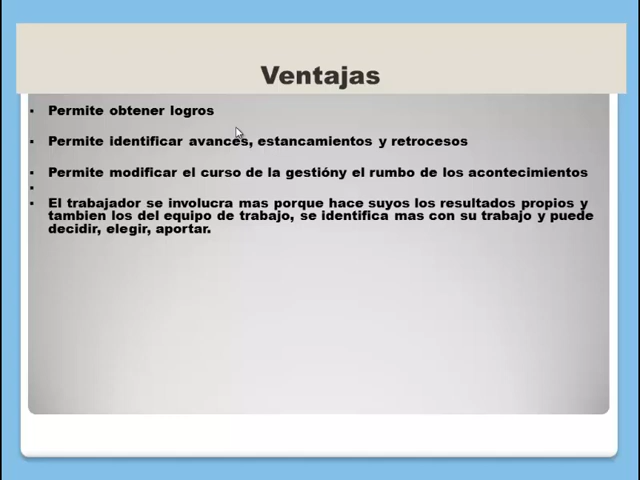 Ventajas
▪ Permite obtener logros
▪ Permite identificar avances, estancamientos y retrocesos
▪ Permite modificar el curso de la gestióny el rumbo de los acontecimientos
▪
▪ El trabajador se involucra mas porque hace suyos los resultados propios y
tambien los del equipo de trabajo, se identifica mas con su trabajo y puede
decidir, elegir, aportar.